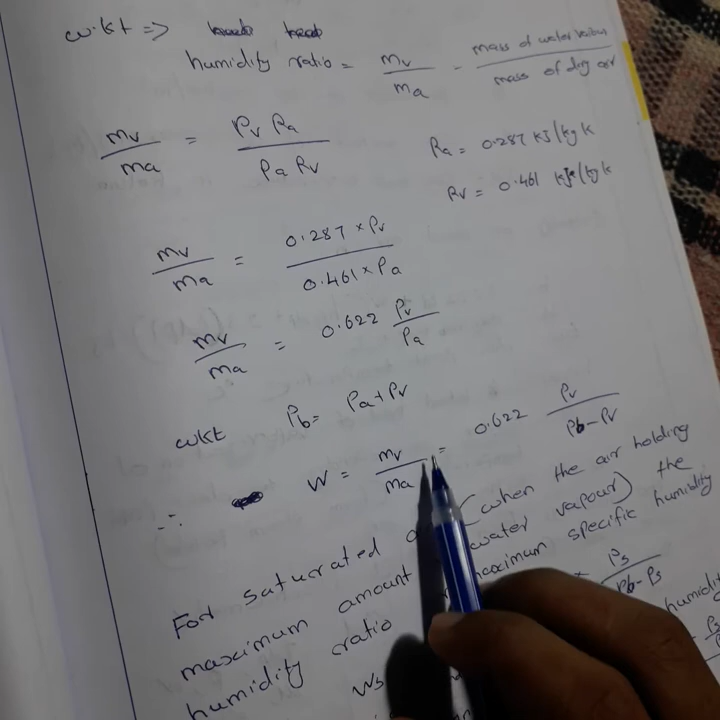 w.k.t =>
humidity ratio = mv/ma = mass of water vapour/mass of dry air
mv/ma = Pv Ra/Pa Rv
Ra = 0.287 KJ/kg k
Rv = 0.461 KJ/kg k
mv/ma = 0.287 × Pv/0.461 × Pa
mv/ma = 0.622 Pv/Pa
wkt Pb = Pa + Pv
∴ W = mv/ma = 0.622 Pv/Pb-Pv
For saturated (when the air holding
maximum amount water vapour) the
humidity ratio maximum specific humidity
Ws = Ps/Pb-Ps
humidi